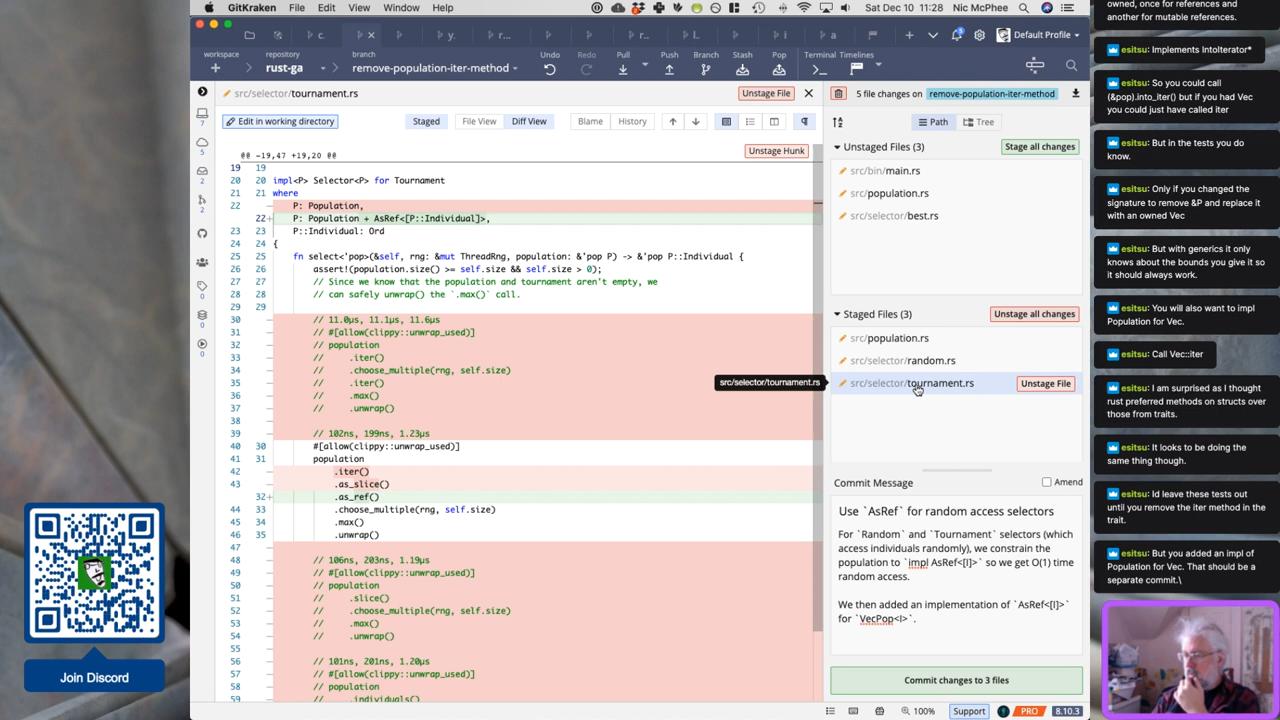 GitKraken File Edit View Window Help
Sat Dec 10 11:28 Nic McPhee
c.
y.
r...
r..
l.
i
a
3
Default Profile
workspace
repository
rust-ga
branch
remove-population-iter-method
Undo
Redo
Pull
Push
Branch
Stash
Pop
Terminal
Timelines
src/selector/tournament.rs
Unstage File
Edit in working directory
Staged
File View
Diff View
Blame
History
@@ -19,47 +19,20 @@
Unstage Hunk
19 19
20 20 impl<P> Selector<P> for Tournament
21 21 where
22 – P: Population,
22+ P: Population + AsRef<[P::Individual]>,
23 23 P::Individual: Ord
24 24 {
25 25 fn select<'pop>(&self, rng: &mut ThreadRng, population: &'pop P) -> &'pop P::Individual {
26 26 assert!(population.size() >= self.size && self.size > 0);
27 27 // Since we know that the population and tournament aren't empty, we
28 28 // can safely unwrap() the `.max()` call.
29 29
30 – // 11.0µs, 11.1µs, 11.6µs
31 – // #[allow(clippy::unwrap_used)]
32 – // population
33 – // .iter()
34 – // .choose_multiple(rng, self.size)
35 – // .iter()
36 – // .max()
37 – // .unwrap()
38 –
39 – // 102ns, 199ns, 1.23µs
40 30 #[allow(clippy::unwrap_used)]
41 31 population
42 – .iter()
43 – .as_slice()
32+ .as_ref()
44 33 .choose_multiple(rng, self.size)
45 34 .max()
46 35 .unwrap()
47 –
48 – // 106ns, 203ns, 1.19µs
49 – // #[allow(clippy::unwrap_used)]
50 – // population
51 – // .slice()
52 – // .choose_multiple(rng, self.size)
53 – // .max()
54 – // .unwrap()
55 –
56 – // 101ns, 201ns, 1.20µs
57 – // #[allow(clippy::unwrap_used)]
58 – // population
59 – // .individuals()
7
5
2
2
0
0
0
5 file changes on remove-population-iter-method
Path
Tree
Unstaged Files (3)
Stage all changes
src/bin/main.rs
src/population.rs
src/selector/best.rs
Staged Files (3)
Unstage all changes
src/population.rs
src/selector/random.rs
src/selector/tournament.rs
src/selector/tournament.rs
Unstage File
Commit Message
Amend
Use `AsRef` for random access selectors
For `Random` and `Tournament` selectors (which
access individuals randomly), we constrain the
population to `impl AsRef<[I]>` so we get O(1) time
random access.
We then added an implementation of `AsRef<[I]>`
for `VecPop<I>`.
Commit changes to 3 files
100%
Support
PRO
8.10.3
owned, once for references and
another for mutable references.
esitsu: Implements IntoIterator*
esitsu: So you could call
(&pop).into_iter() but if you had Vec
you could just have called iter
esitsu: But in the tests you do
know.
esitsu: Only if you changed the
signature to remove &P and replace it
with an owned Vec
esitsu: But with generics it only
knows about the bounds you give it so
it should always work.
esitsu: You will also want to impl
Population for Vec.
esitsu: Call Vec::iter
esitsu: I am surprised as I thought
rust preferred methods on structs over
those from traits.
esitsu: It looks to be doing the
same thing though.
esitsu: Id leave these tests out
until you remove the iter method in the
trait.
esitsu: But you added an impl of
Population for Vec. That should be a
separate commit.\
Join Discord